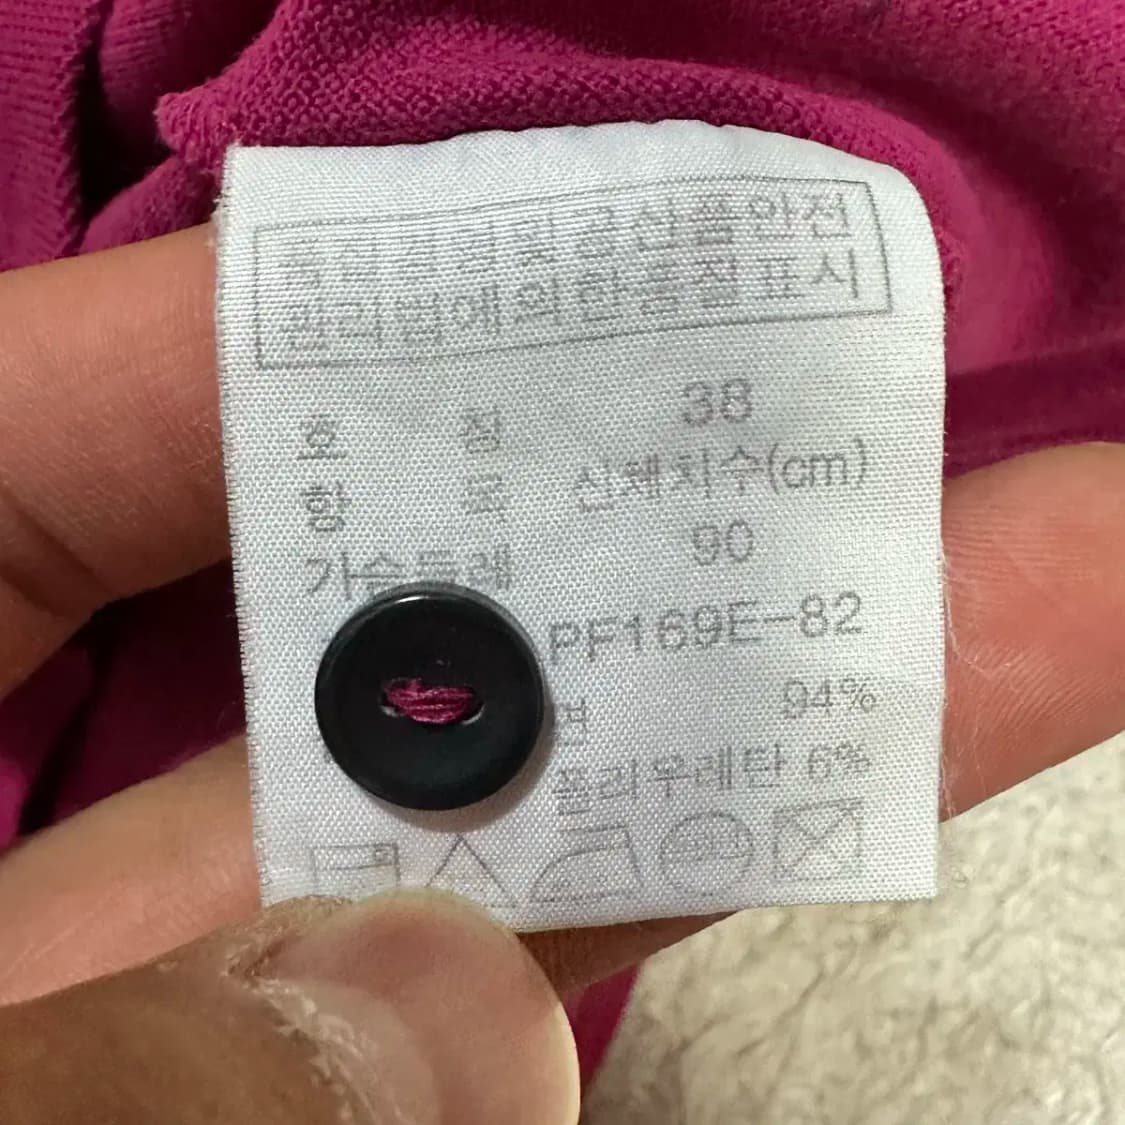 품질경영및공산품안전
관리법에의한품질표시
호 칭 38
항 목 신체치수(cm)
가슴둘레 90
PF169E-82
면 94%
폴리우레탄 6%